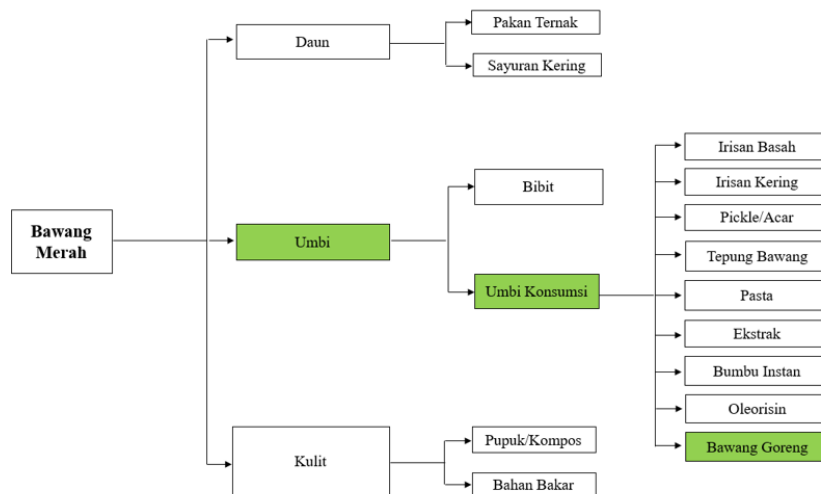 Bawang
Merah
Daun
Pakan Ternak
Sayuran Kering
Umbi
Bibit
Umbi Konsumsi
Irisan Basah
Irisan Kering
Pickle/Acar
Tepung Bawang
Pasta
Ekstrak
Bumbu Instan
Oleorisin
Bawang Goreng
Kulit
Pupuk/Kompos
Bahan Bakar